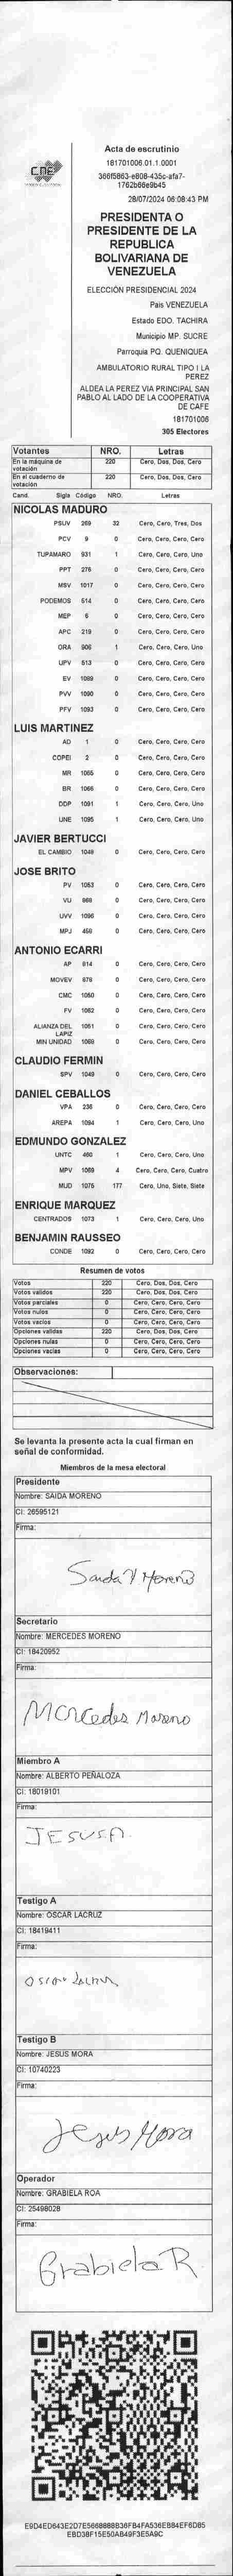 CNE
Acta de escrutinio
181701006.01.1.0001
28/07/2024 06:08:43 PM
PRESIDENTA O
PRESIDENTE DE LA
REPUBLICA
BOLIVARIANA DE
VENEZUELA
ELECCIÓN PRESIDENCIAL 2024
Pais VENEZUELA
Estado EDO. TACHIRA
Municipio MP. SUCRE
Parroquia PQ. QUENIQUEA
AMBULATORIO RURAL TIPO I LA
PEREZ
ALDEA LA PEREZ VIA PRINCIPAL SAN
PABLO AL LADO DE LA COOPERATIVA
DE CAFE
181701006
305 Electores
Votantes NRO. Letras
En la máquina de votación 220 Cero, Dos, Dos, Cero
En el cuaderno de votación 220 Cero, Dos, Dos, Cero
Cand. Sigla Código NRO. Letras
NICOLAS MADURO
PSUV 269 32 Cero, Cero, Tres, Dos
PCV 9 0 Cero, Cero, Cero, Cero
TUPAMARO 931 1 Cero, Cero, Cero, Uno
PPT 276 0 Cero, Cero, Cero, Cero
MSV 1017 0 Cero, Cero, Cero, Cero
PODEMOS 514 0 Cero, Cero, Cero, Cero
MEP 6 0 Cero, Cero, Cero, Cero
APC 219 0 Cero, Cero, Cero, Cero
ORA 906 1 Cero, Cero, Cero, Uno
UPV 513 0 Cero, Cero, Cero, Cero
EV 1089 0 Cero, Cero, Cero, Cero
PVV 1090 0 Cero, Cero, Cero, Cero
PFV 1093 0 Cero, Cero, Cero, Cero
LUIS MARTINEZ
AD 1 0 Cero, Cero, Cero, Cero
COPEI 2 0 Cero, Cero, Cero, Cero
MR 1065 0 Cero, Cero, Cero, Cero
BR 1066 0 Cero, Cero, Cero, Cero
DDP 1091 1 Cero, Cero, Cero, Uno
UNE 1095 1 Cero, Cero, Cero, Uno
JAVIER BERTUCCI
EL CAMBIO 1049 0 Cero, Cero, Cero, Cero
JOSE BRITO
PV 1053 0 Cero, Cero, Cero, Cero
VU 968 0 Cero, Cero, Cero, Cero
UVV 1096 0 Cero, Cero, Cero, Cero
MPJ 450 0 Cero, Cero, Cero, Cero
ANTONIO ECARRI
AP 814 0 Cero, Cero, Cero, Cero
MOVEV 678 0 Cero, Cero, Cero, Cero
CMC 1050 0 Cero, Cero, Cero, Cero
FV 1062 0 Cero, Cero, Cero, Cero
ALIANZA DEL LAPIZ 1051 0 Cero, Cero, Cero, Cero
MIN UNIDAD 1069 0 Cero, Cero, Cero, Cero
CLAUDIO FERMIN
SPV 1049 0 Cero, Cero, Cero, Cero
DANIEL CEBALLOS
VPA 236 0 Cero, Cero, Cero, Cero
AREPA 1094 1 Cero, Cero, Cero, Uno
EDMUNDO GONZALEZ
UNTC 460 1 Cero, Cero, Cero, Uno
MPV 1059 4 Cero, Cero, Cero, Cuatro
MUD 1075 177 Cero, Uno, Siete, Siete
ENRIQUE MARQUEZ
CENTRADOS 1073 1 Cero, Cero, Cero, Uno
BENJAMIN RAUSSEO
CONDE 1092 0 Cero, Cero, Cero, Cero
Resumen de votos
Votos 220 Cero, Dos, Dos, Cero
Votos validos 220 Cero, Dos, Dos, Cero
Votos parciales 0 Cero, Cero, Cero, Cero
Votos nulos 0 Cero, Cero, Cero, Cero
Votos vacíos 0 Cero, Cero, Cero, Cero
Opciones validas 220 Cero, Dos, Dos, Cero
Opciones nulas 0 Cero, Cero, Cero, Cero
Opciones vacias 0 Cero, Cero, Cero, Cero
Observaciones:
Se levanta la presente acta la cual firman en
señal de conformidad.
Miembros de la mesa electoral
Presidente
Nombre: SAIDA MORENO
CI: 26595121
Firma:
Saida Y Moreno
Secretario
Nombre: MERCEDES MORENO
CI: 18420952
Firma:
Mercedes Moreno
Miembro A
Nombre: ALBERTO PEÑALOZA
CI: 18019101
Firma:
Testigo A
Nombre: OSCAR LACRUZ
CI: 18419411
Firma:
Oscar Lacruz
Testigo B
Nombre: JESUS MORA
CI: 10740223
Firma:
Jesus Mora
Operador
Nombre: GRABIELA ROA
CI: 25498028
Firma:
Grabiela R